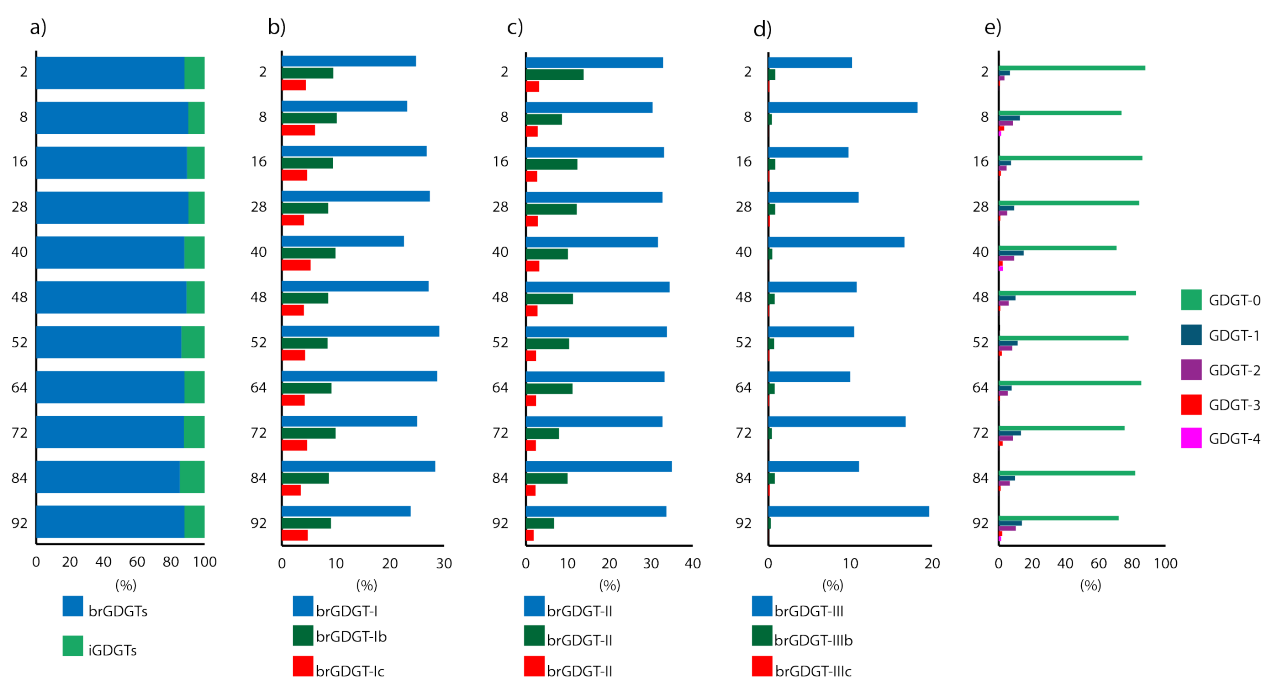 a) b) c) d) e)
2 2 2 2 2
8 8 8 8 8
16 16 16 16 16
28 28 28 28 28
40 40 40 40 40
48 48 48 48 48
GDGT-0
GDGT-1
52 52 52 52 52
GDGT-2
64 64 64 64 64
GDGT-3
72 72 72 72 72
GDGT-4
84 84 84 84 84
92 92 92 92 92
0 20 40 60 80 100 0 10 20 30 0 10 20 30 40 0 10 20 0 20 40 60 80 100
(%) (%) (%) (%) (%)
brGDGTs brGDGT-I brGDGT-II brGDGT-III
brGDGT-Ib brGDGT-II brGDGT-IIIb
iGDGTs
brGDGT-Ic brGDGT-II brGDGT-IIIc